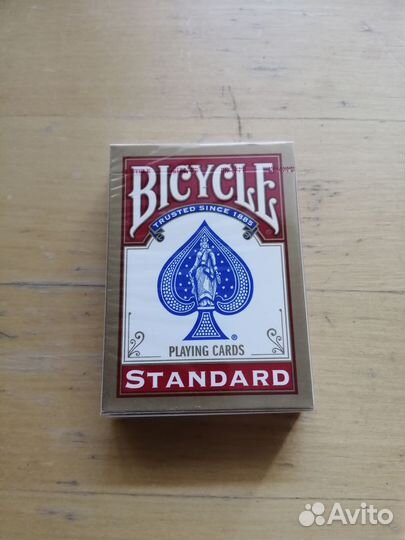 BICYCLE
TRUSTED SINCE 1885
®
PLAYING CARDS
STANDARD
Avito